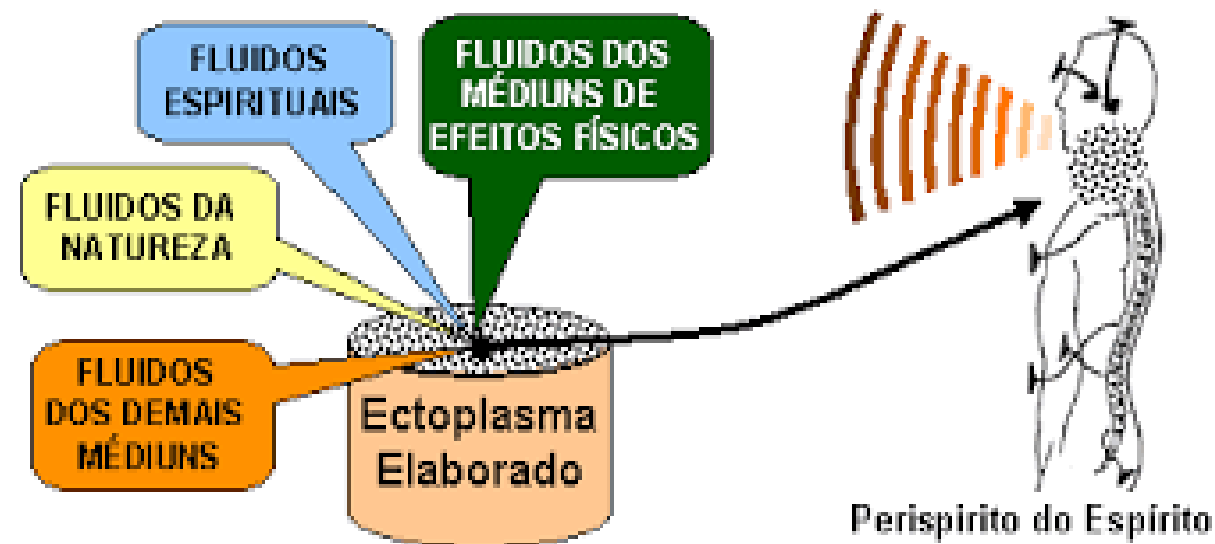 FLUIDOS
ESPIRITUAIS
FLUIDOS DOS
MÉDIUNS DE
EFEITOS FÍSICOS
FLUIDOS DA
NATUREZA
FLUIDOS
DOS DEMAIS
MÉDIUNS
Ectoplasma
Elaborado
Perispirito do Espírito